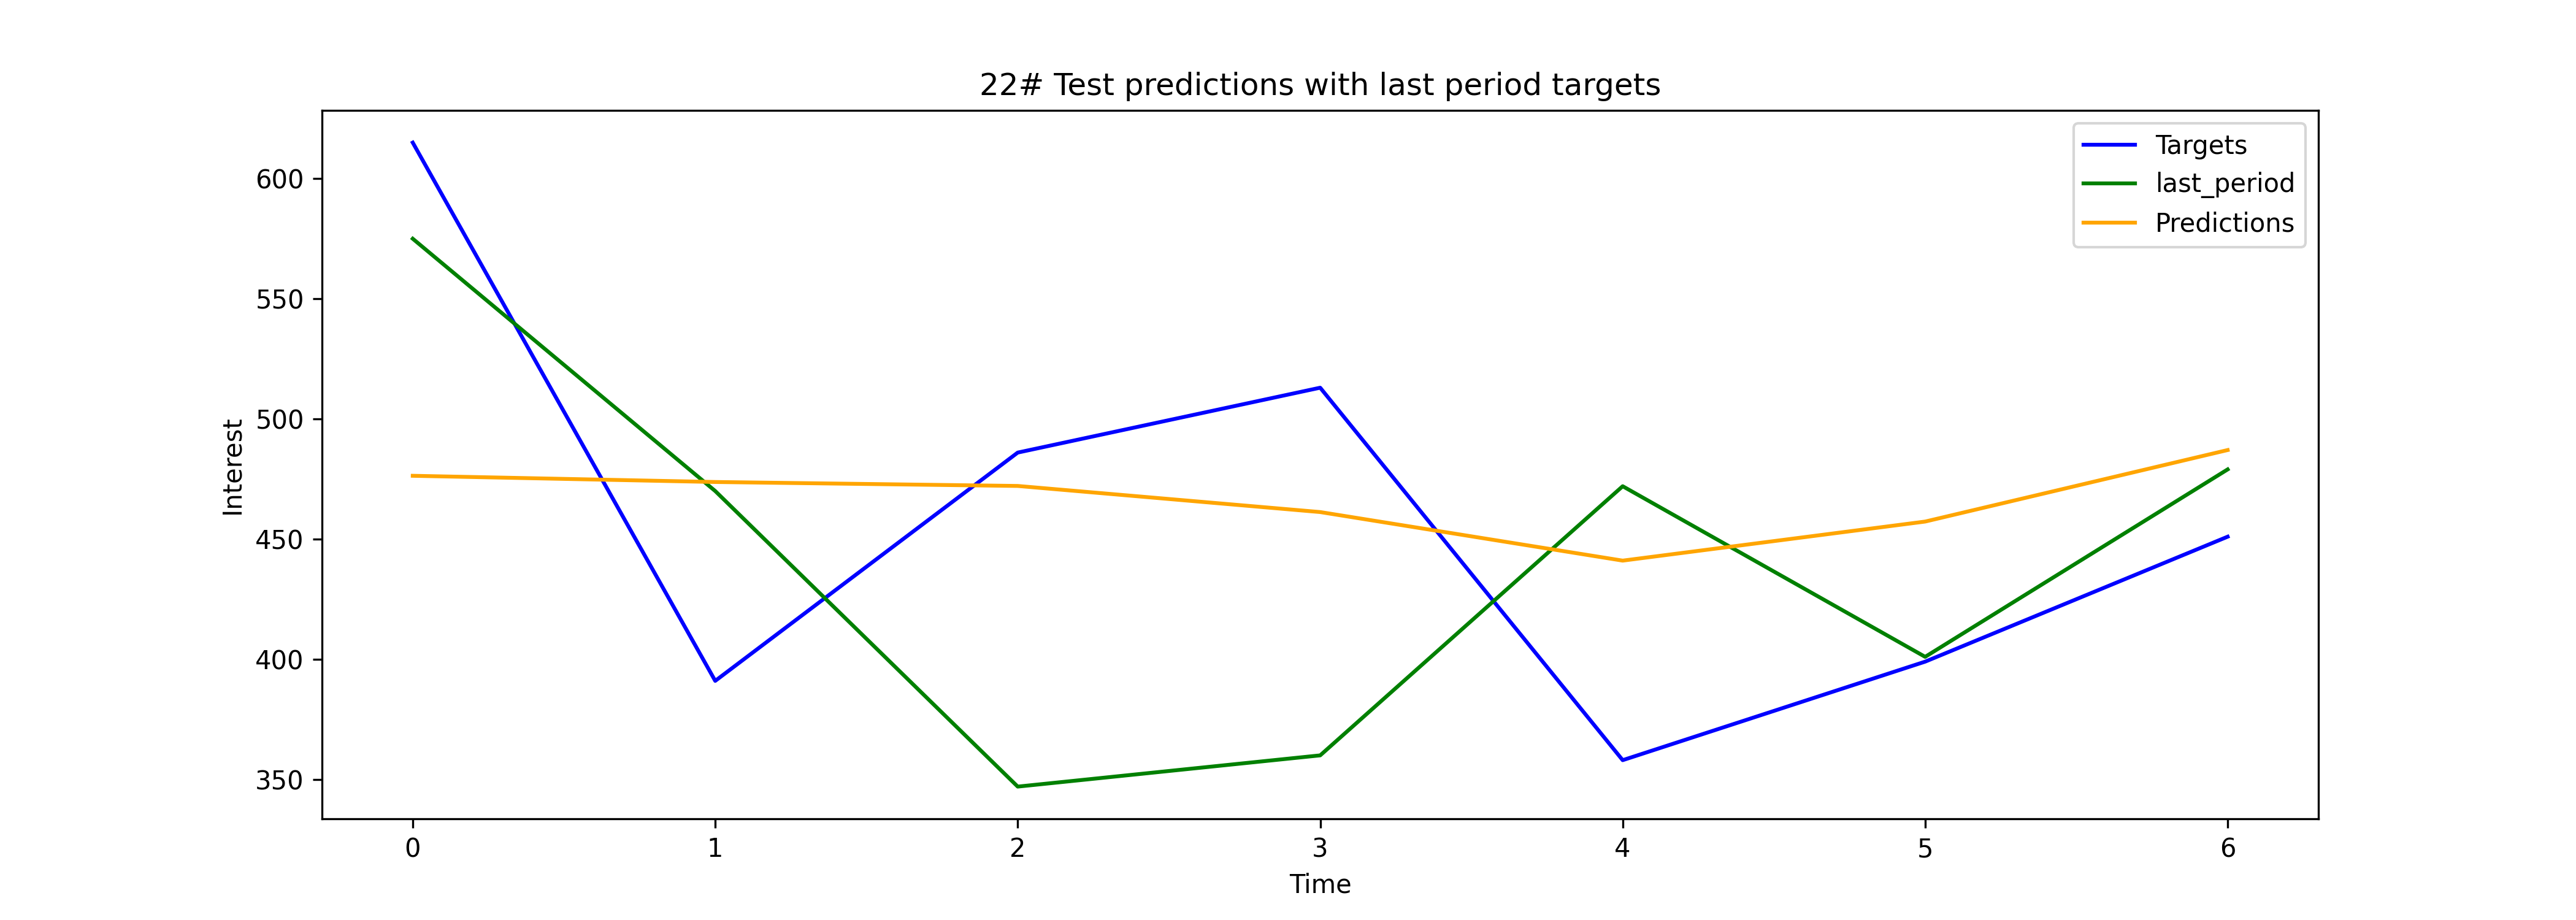 22# Test predictions with last period targets
Targets
last_period
Predictions
Interest
600
550
500
450
400
350
0 1 2 3 4 5 6
Time